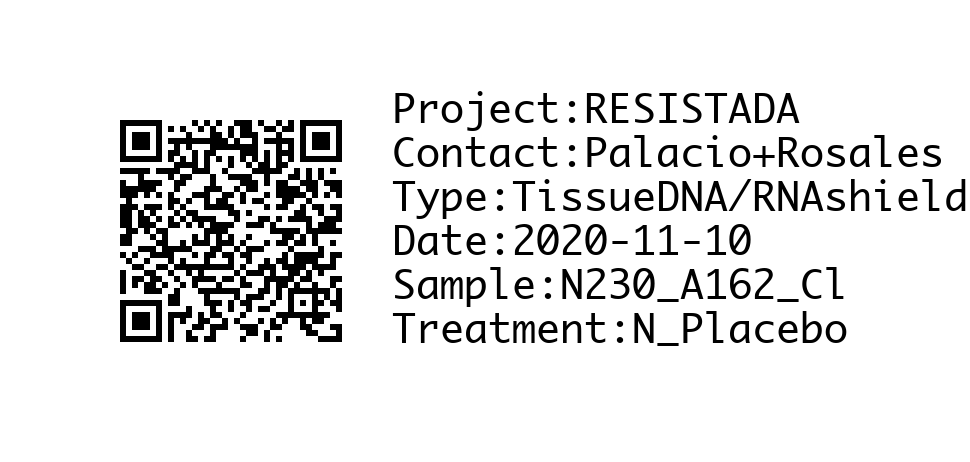 Project:RESISTADA
Contact:Palacio+Rosales
Type:TissueDNA/RNAshield
Date:2020-11-10
Sample:N230_A162_Cl
Treatment:N_Placebo